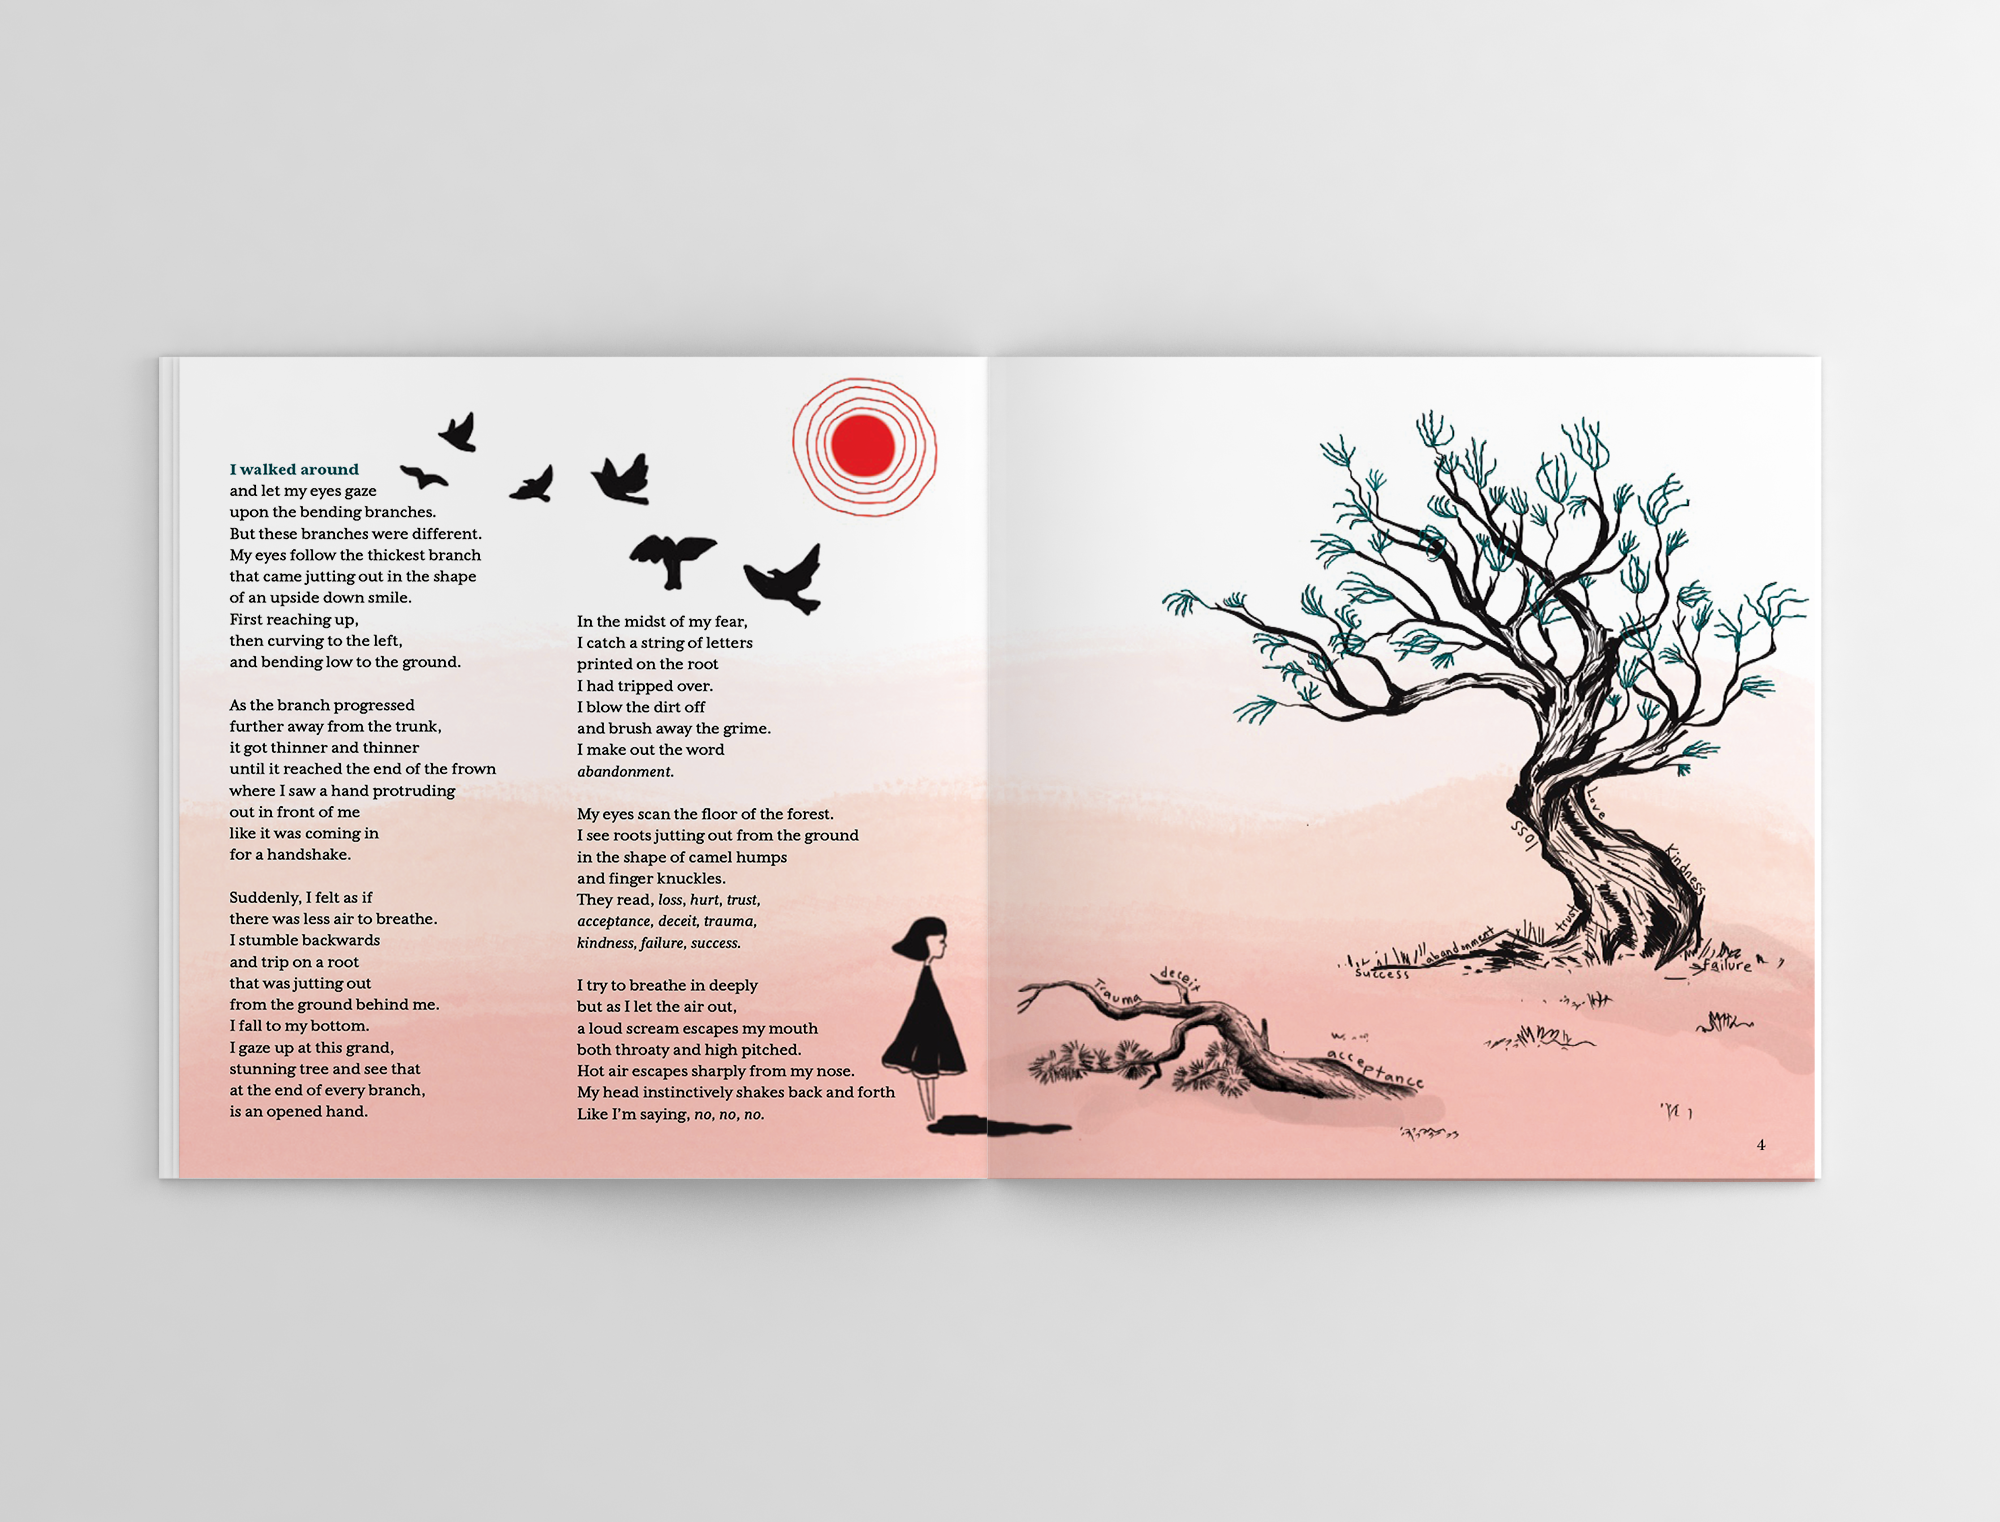 I walked around
and let my eyes gaze
upon the bending branches.
But these branches were different.
My eyes follow the thickest branch
that came jutting out in the shape
of an upside down smile.
First reaching up,
then curving to the left,
and bending low to the ground.
As the branch progressed
further away from the trunk,
it got thinner and thinner
until it reached the end of the frown
where I saw a hand protruding
out in front of me
like it was coming in
for a handshake.
Suddenly, I felt as if
there was less air to breathe.
I stumble backwards
and trip on a root
that was jutting out
from the ground behind me.
I fall to my bottom.
I gaze up at this grand,
stunning tree and see that
at the end of every branch,
is an opened hand.
In the midst of my fear,
I catch a string of letters
printed on the root
I had tripped over.
I blow the dirt off
and brush away the grime.
I make out the word
abandonment.
My eyes scan the floor of the forest.
I see roots jutting out from the ground
in the shape of camel humps
and finger knuckles.
They read, loss, hurt, trust,
acceptance, deceit, trauma,
kindness, failure, success.
I try to breathe in deeply
but as I let the air out,
a loud scream escapes my mouth
both throaty and high pitched.
Hot air escapes sharply from my nose.
My head instinctively shakes back and forth
Like I'm saying, no, no, no.
Love
loss
Kindness
trust
abandonment
success
failure
Trauma
deceit
acceptance
4